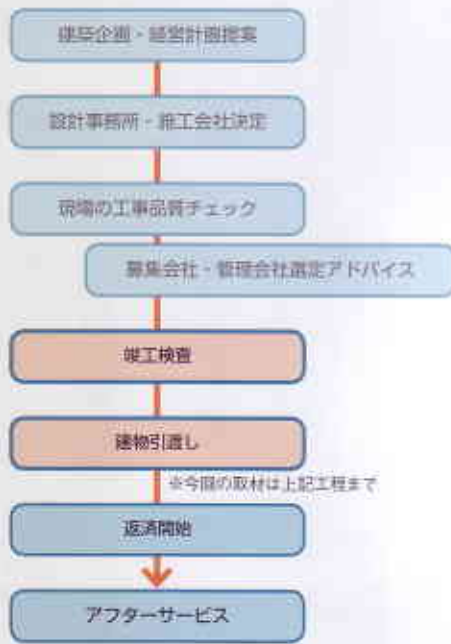 建築企画・経営計画提案
設計事務所・施工会社決定
現場の工事品質チェック
募集会社・管理会社選定アドバイス
竣工検査
建物引渡し
※今回の取材は上記工程まで
返済開始
アフターサービス